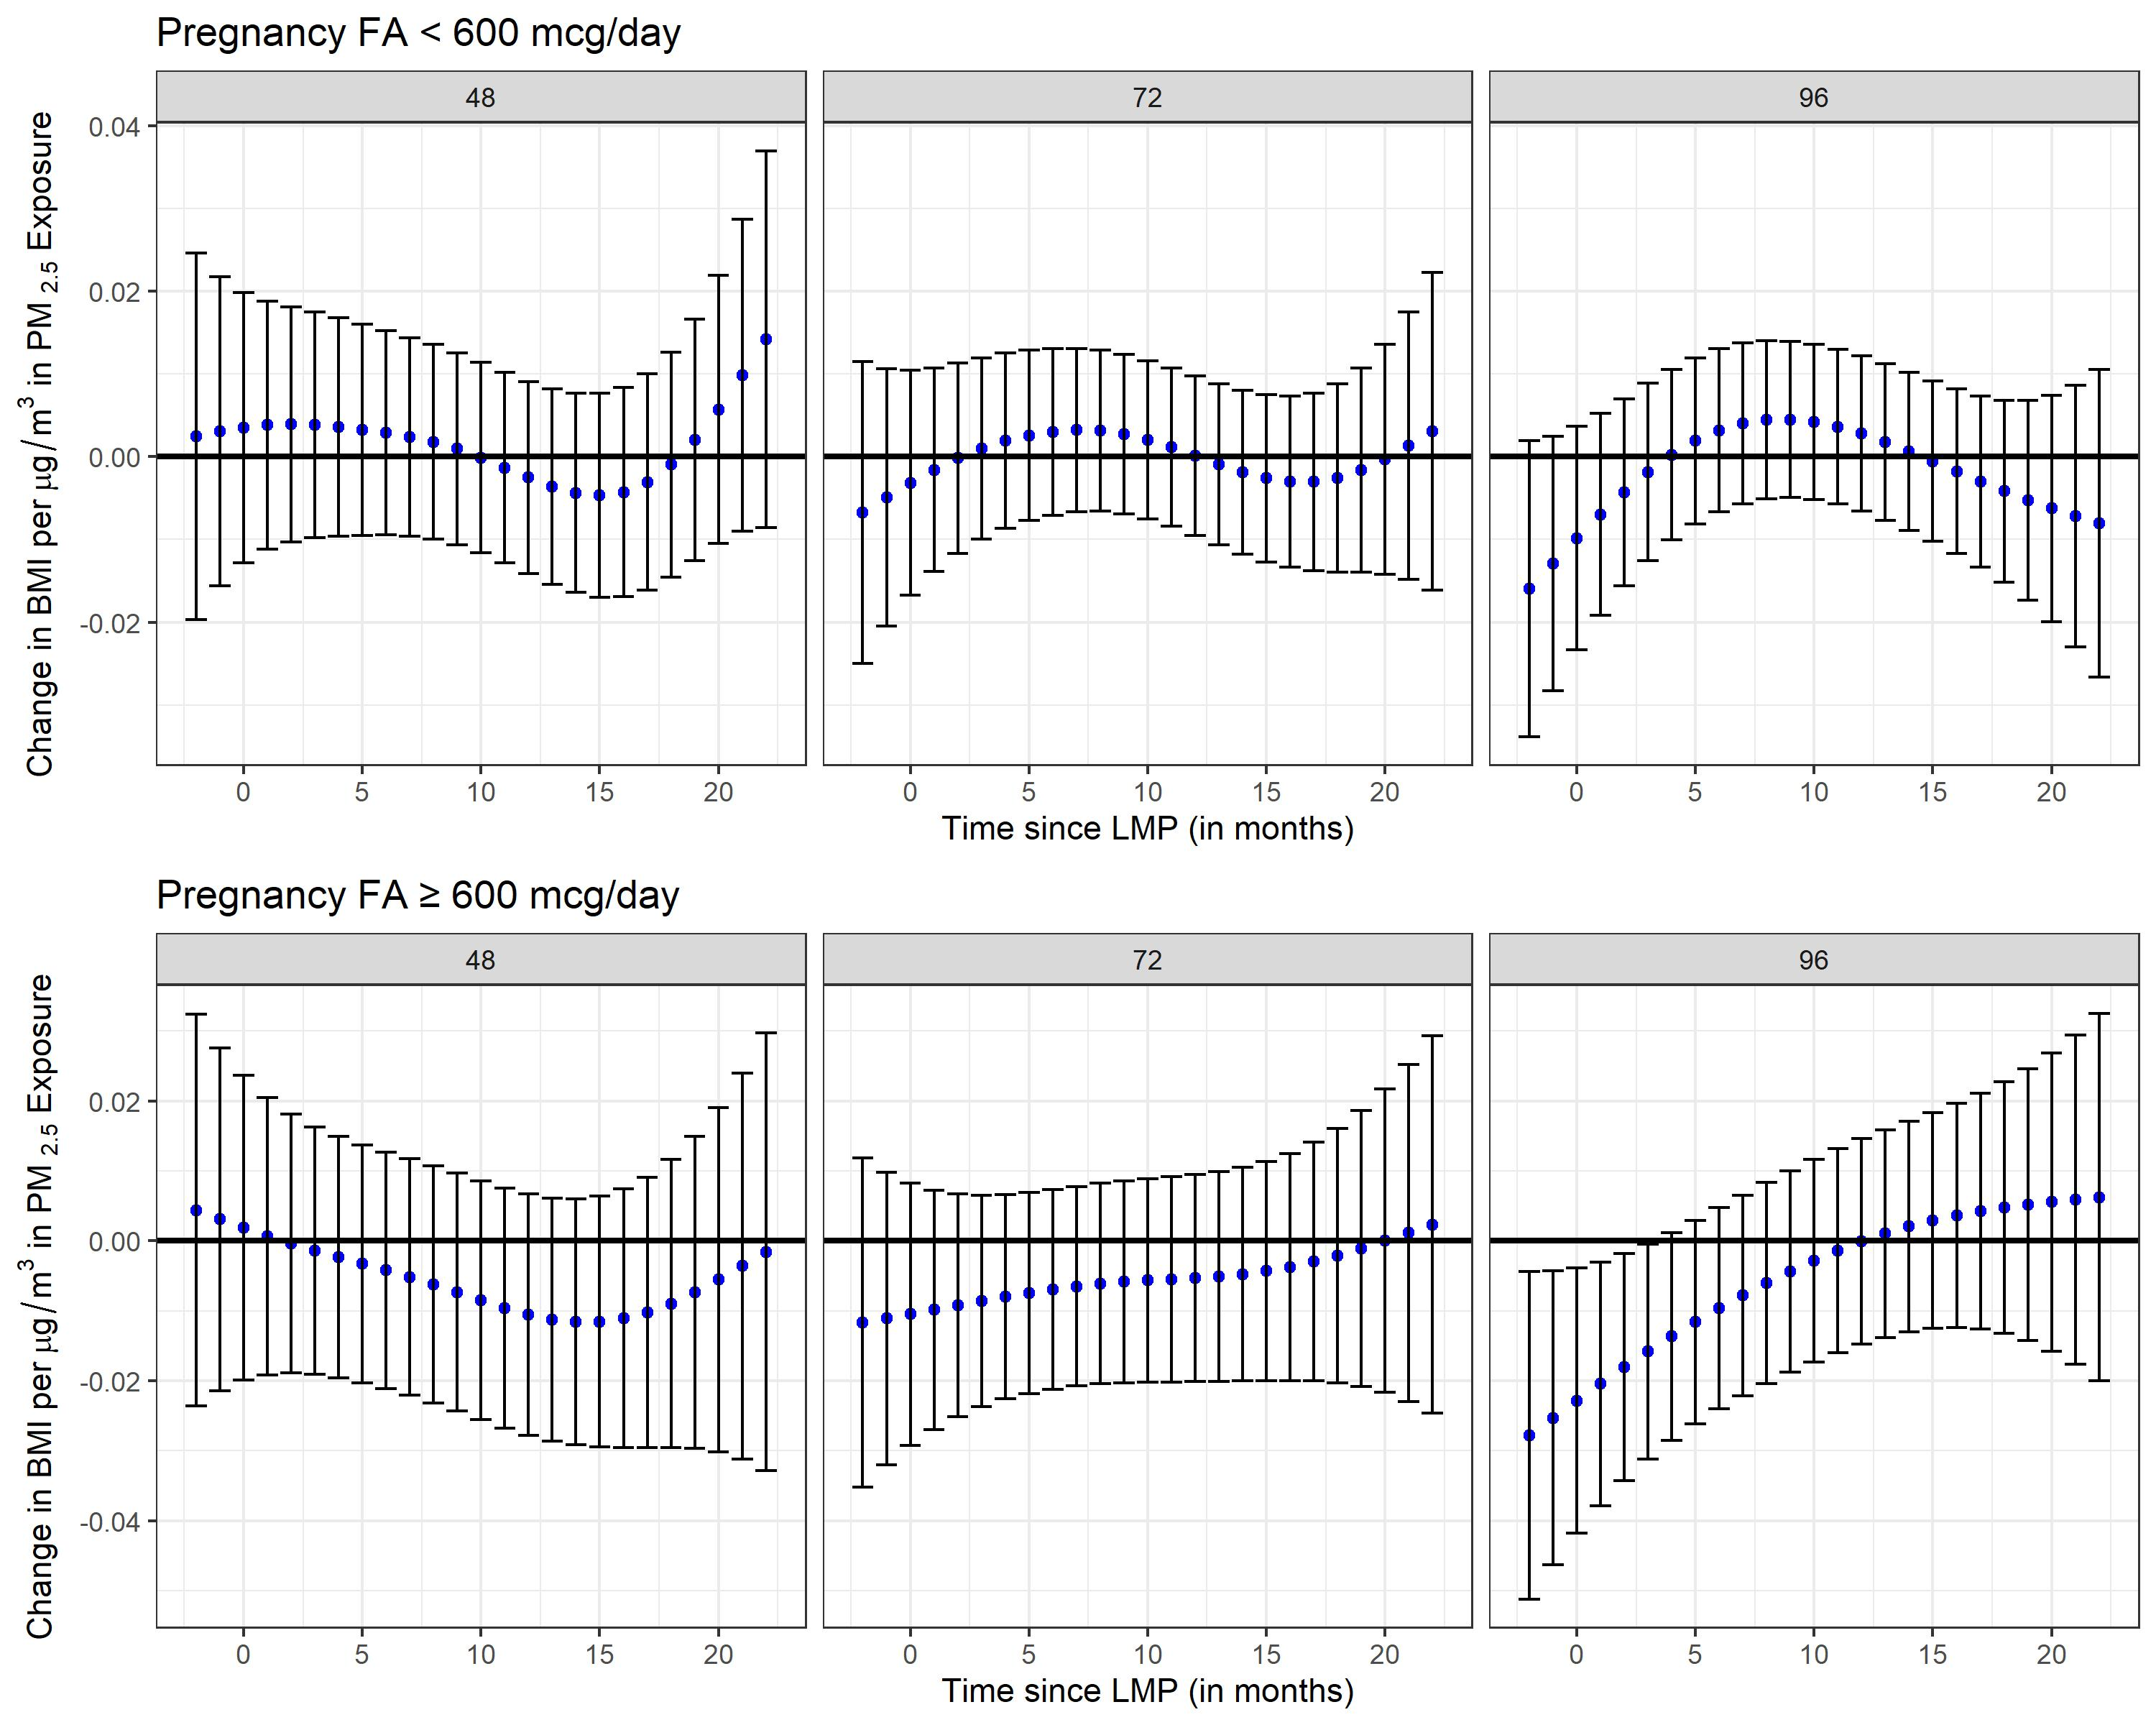 Pregnancy FA < 600 mcg/day
48 72 96
Change in BMI per μg/m³ in PM 2.5 Exposure
0.04
0.02
0.00
-0.02
0 5 10 15 20 0 5 10 15 20 0 5 10 15 20
Time since LMP (in months)
Pregnancy FA ≥ 600 mcg/day
48 72 96
Change in BMI per μg/m³ in PM 2.5 Exposure
0.02
0.00
-0.02
-0.04
0 5 10 15 20 0 5 10 15 20 0 5 10 15 20
Time since LMP (in months)